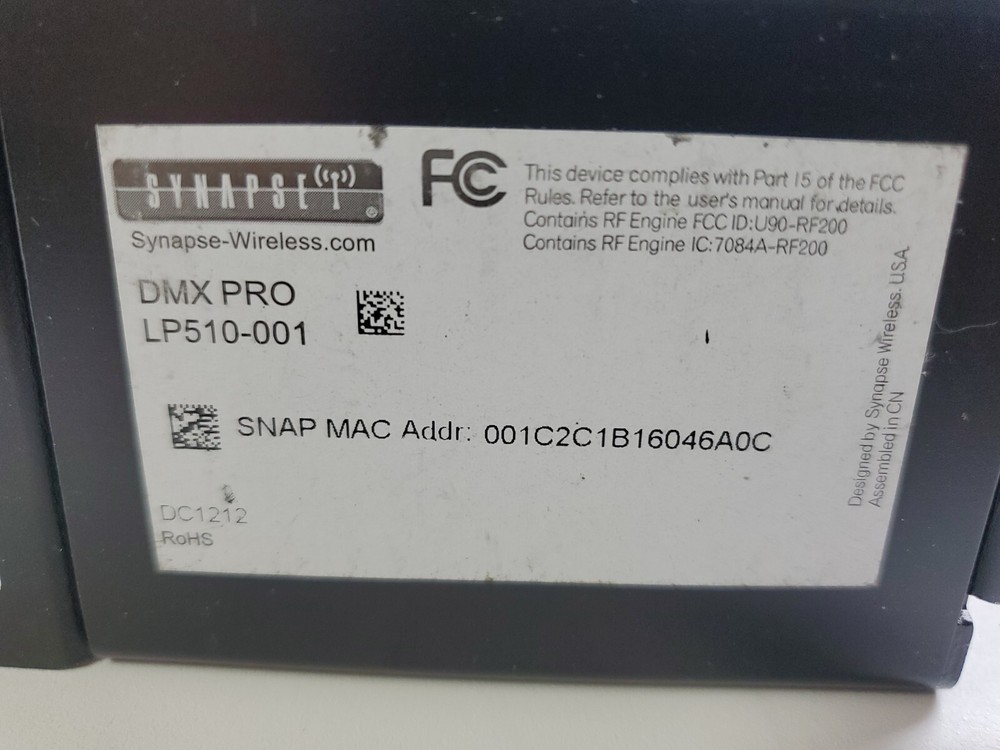 SYNAPSE
®
Synapse-Wireless.com
FC
This device complies with Part 15 of the FCC
Rules. Refer to the user's manual for details.
Contains RF Engine FCC ID:U90-RF200
Contains RF Engine IC:7084A-RF200
DMX PRO
LP510-001
SNAP MAC Addr: 001C2C1B16046A0C
DC1212
RoHS
Designed by Synapse Wireless. USA
Assembled in CN